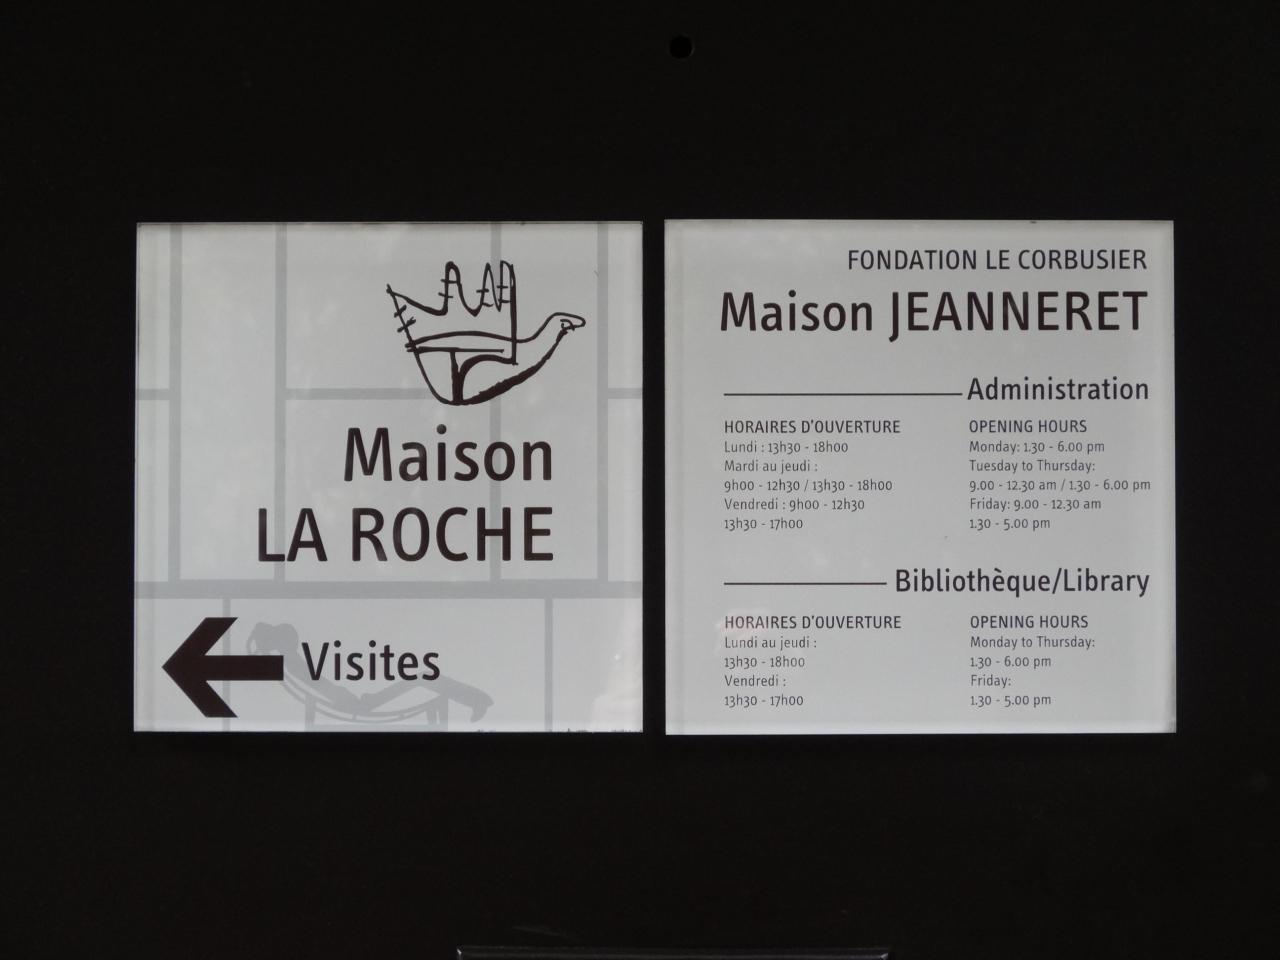 Maison
LA ROCHE
Visites
FONDATION LE CORBUSIER
Maison JEANNERET
Administration
HORAIRES D'OUVERTURE
Lundi : 13h30 - 18h00
Mardi au jeudi :
9h00 - 12h30 / 13h30 - 18h00
Vendredi : 9h00 - 12h30
13h30 - 17h00
OPENING HOURS
Monday: 1.30 - 6.00 pm
Tuesday to Thursday:
9.00 - 12.30 am / 1.30 - 6.00 pm
Friday: 9.00 - 12.30 am
1.30 - 5.00 pm
Bibliothèque/Library
HORAIRES D'OUVERTURE
Lundi au jeudi :
13h30 - 18h00
Vendredi :
13h30 - 17h00
OPENING HOURS
Monday to Thursday:
1.30 - 6.00 pm
Friday:
1.30 - 5.00 pm